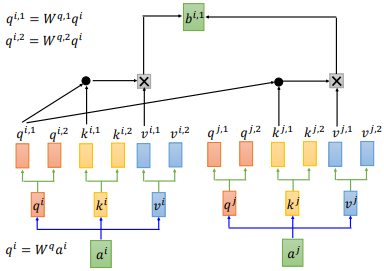 $q^{i,1} = W^{q,1}q^i$
$q^{i,2} = W^{q,2}q^i$
$b^{i,1}$
$q^{i,1}$ $q^{i,2}$ $k^{i,1}$ $k^{i,2}$ $v^{i,1}$ $v^{i,2}$ $q^{j,1}$ $q^{j,2}$ $k^{j,1}$ $k^{j,2}$ $v^{j,1}$ $v^{j,2}$
$q^i$ $k^i$ $v^i$ $q^j$ $k^j$ $v^j$
$q^i = W^q a^i$ $a^i$ $a^j$